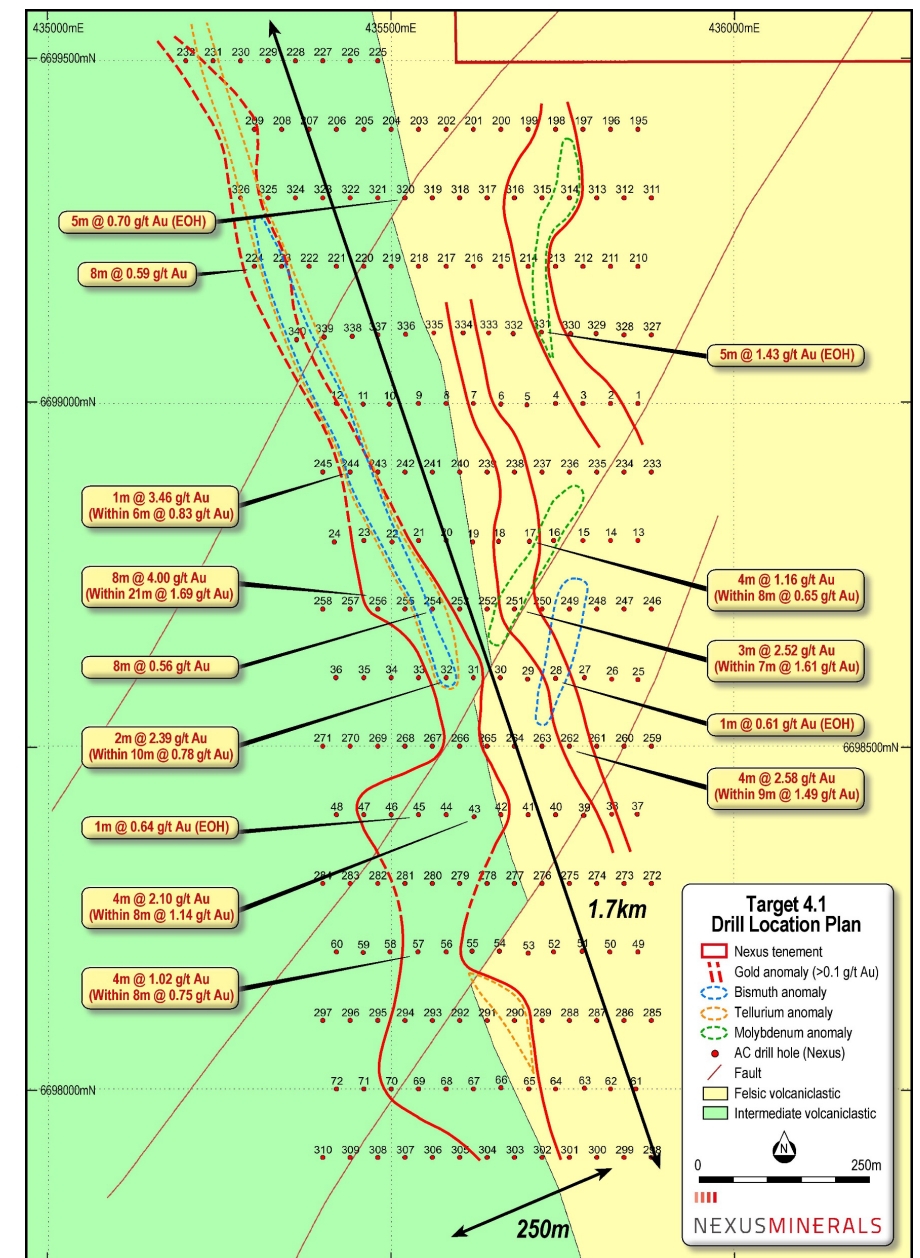 435000mE 435500mE 436000mE
6699500mN
232 231 230 229 228 227 226 225
209 208 207 206 205 204 203 202 201 200 199 198 197 196 195
326 325 324 323 322 321 320 319 318 317 316 315 314 313 312 311
5m @ 0.70 g/t Au (EOH)
224 223 222 221 220 219 218 217 216 215 214 213 212 211 210
8m @ 0.59 g/t Au
340 339 338 337 336 335 334 333 332 331 330 329 328 327
5m @ 1.43 g/t Au (EOH)
6699000mN
12 11 10 9 8 7 6 5 4 3 2 1
245 244 243 242 241 240 239 238 237 236 235 234 233
1m @ 3.46 g/t Au
(Within 6m @ 0.83 g/t Au)
24 23 22 21 20 19 18 17 16 15 14 13
8m @ 4.00 g/t Au
(Within 21m @ 1.69 g/t Au)
4m @ 1.16 g/t Au
(Within 8m @ 0.65 g/t Au)
258 257 256 255 254 253 252 251 250 249 248 247 246
8m @ 0.56 g/t Au
3m @ 2.52 g/t Au
(Within 7m @ 1.61 g/t Au)
36 35 34 33 32 31 30 29 28 27 26 25
1m @ 0.61 g/t Au (EOH)
2m @ 2.39 g/t Au
(Within 10m @ 0.78 g/t Au)
271 270 269 268 267 266 265 264 263 262 261 260 259
6698500mN
4m @ 2.58 g/t Au
(Within 9m @ 1.49 g/t Au)
48 47 46 45 44 43 42 41 40 39 38 37
1m @ 0.64 g/t Au (EOH)
284 283 282 281 280 279 278 277 276 275 274 273 272
4m @ 2.10 g/t Au
(Within 8m @ 1.14 g/t Au)
1.7km
60 59 58 57 56 55 54 53 52 51 50 49
4m @ 1.02 g/t Au
(Within 8m @ 0.75 g/t Au)
297 296 295 294 293 292 291 290 289 288 287 286 285
6698000mN
72 71 70 69 68 67 66 65 64 63 62 61
310 309 308 307 306 305 304 303 302 301 300 299 298
250m
Target 4.1
Drill Location Plan
Nexus tenement
Gold anomaly (>0.1 g/t Au)
Bismuth anomaly
Tellurium anomaly
Molybdenum anomaly
AC drill hole (Nexus)
Fault
Felsic volcaniclastic
Intermediate volcaniclastic
N
0 250m
NEXUSMINERALS